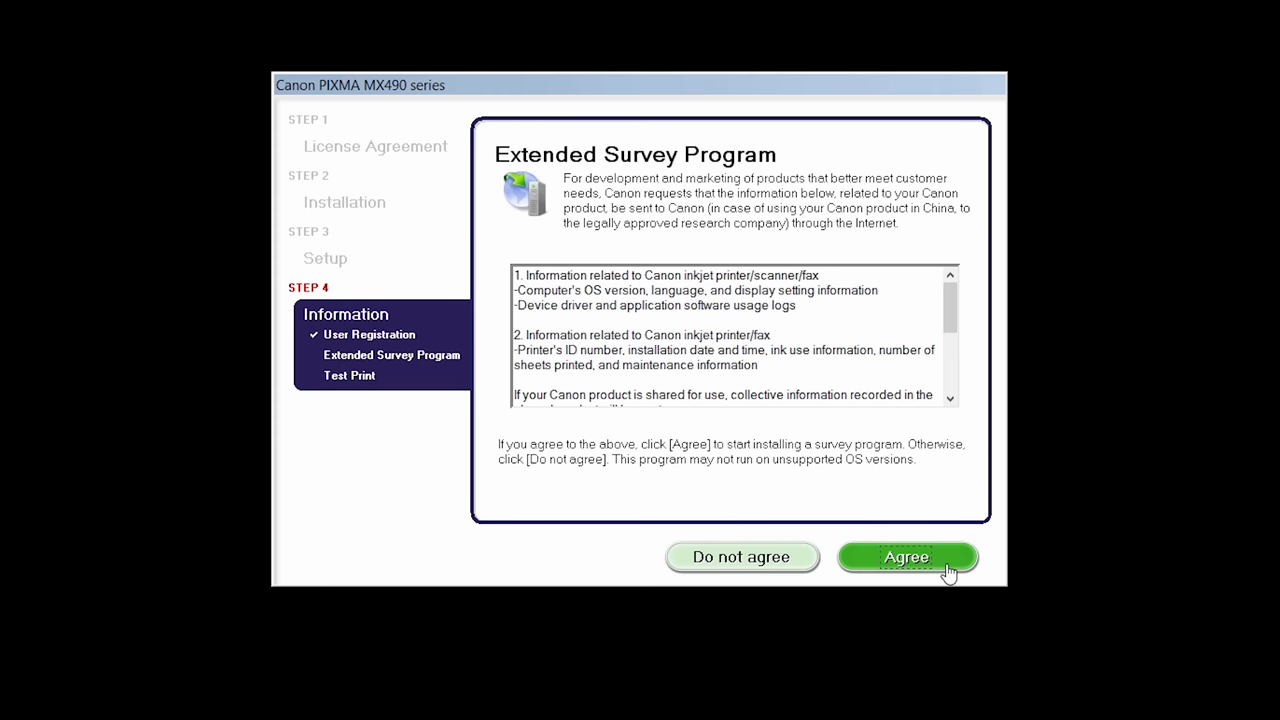 Canon PIXMA MX490 series
STEP 1
License Agreement
STEP 2
Installation
STEP 3
Setup
STEP 4
Information
✓ User Registration
Extended Survey Program
Test Print
Extended Survey Program
For development and marketing of products that better meet customer
needs, Canon requests that the information below, related to your Canon
product, be sent to Canon (in case of using your Canon product in China, to
the legally approved research company) through the Internet.
1. Information related to Canon inkjet printer/scanner/fax
-Computer's OS version, language, and display setting information
-Device driver and application software usage logs
2. Information related to Canon inkjet printer/fax
-Printer's ID number, installation date and time, ink use information, number of
sheets printed, and maintenance information
If your Canon product is shared for use, collective information recorded in the
If you agree to the above, click [Agree] to start installing a survey program. Otherwise,
click [Do not agree]. This program may not run on unsupported OS versions.
Do not agree
Agree